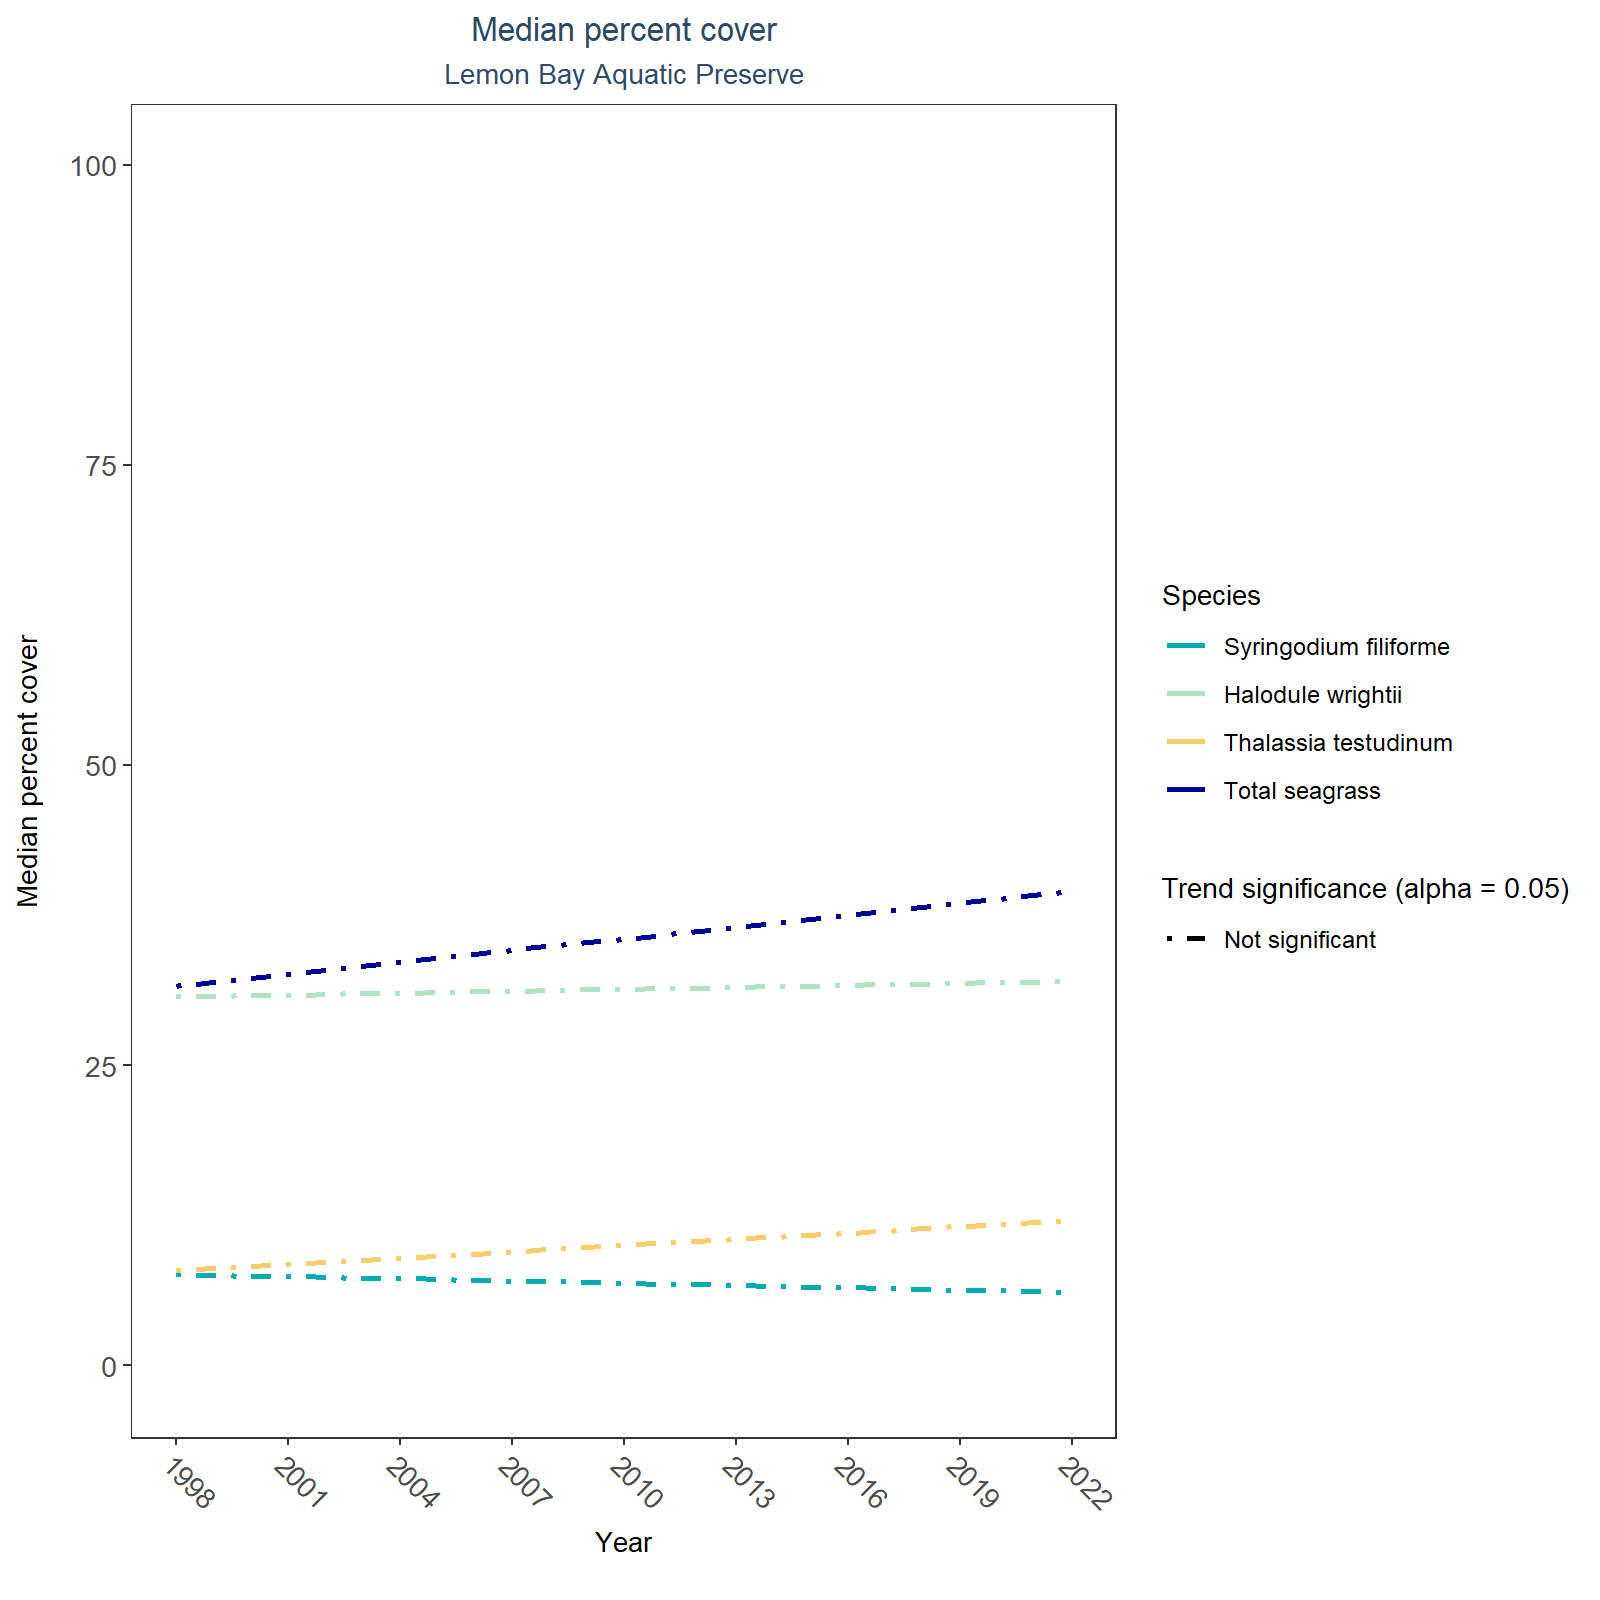 Median percent cover
Lemon Bay Aquatic Preserve
Median percent cover
100
75
50
25
0
1998
2001
2004
2007
2010
2013
2016
2019
2022
Year
Species
Syringodium filiforme
Halodule wrightii
Thalassia testudinum
Total seagrass
Trend significance (alpha = 0.05)
Not significant